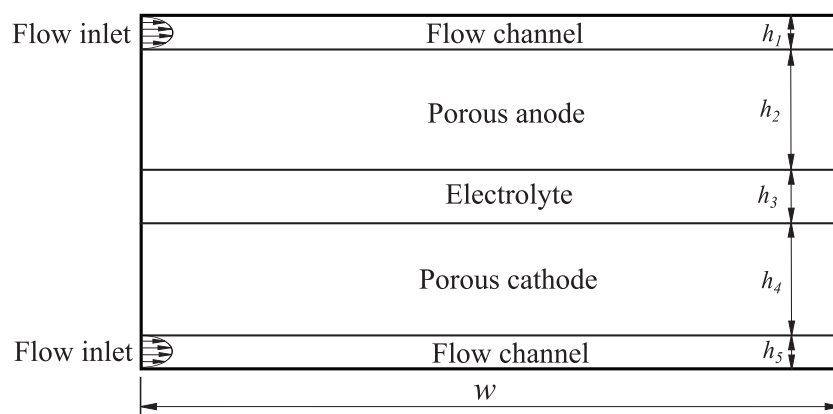 Flow inlet
Flow channel
h1
Porous anode
h2
Electrolyte
h3
Porous cathode
h4
Flow inlet
Flow channel
h5
w